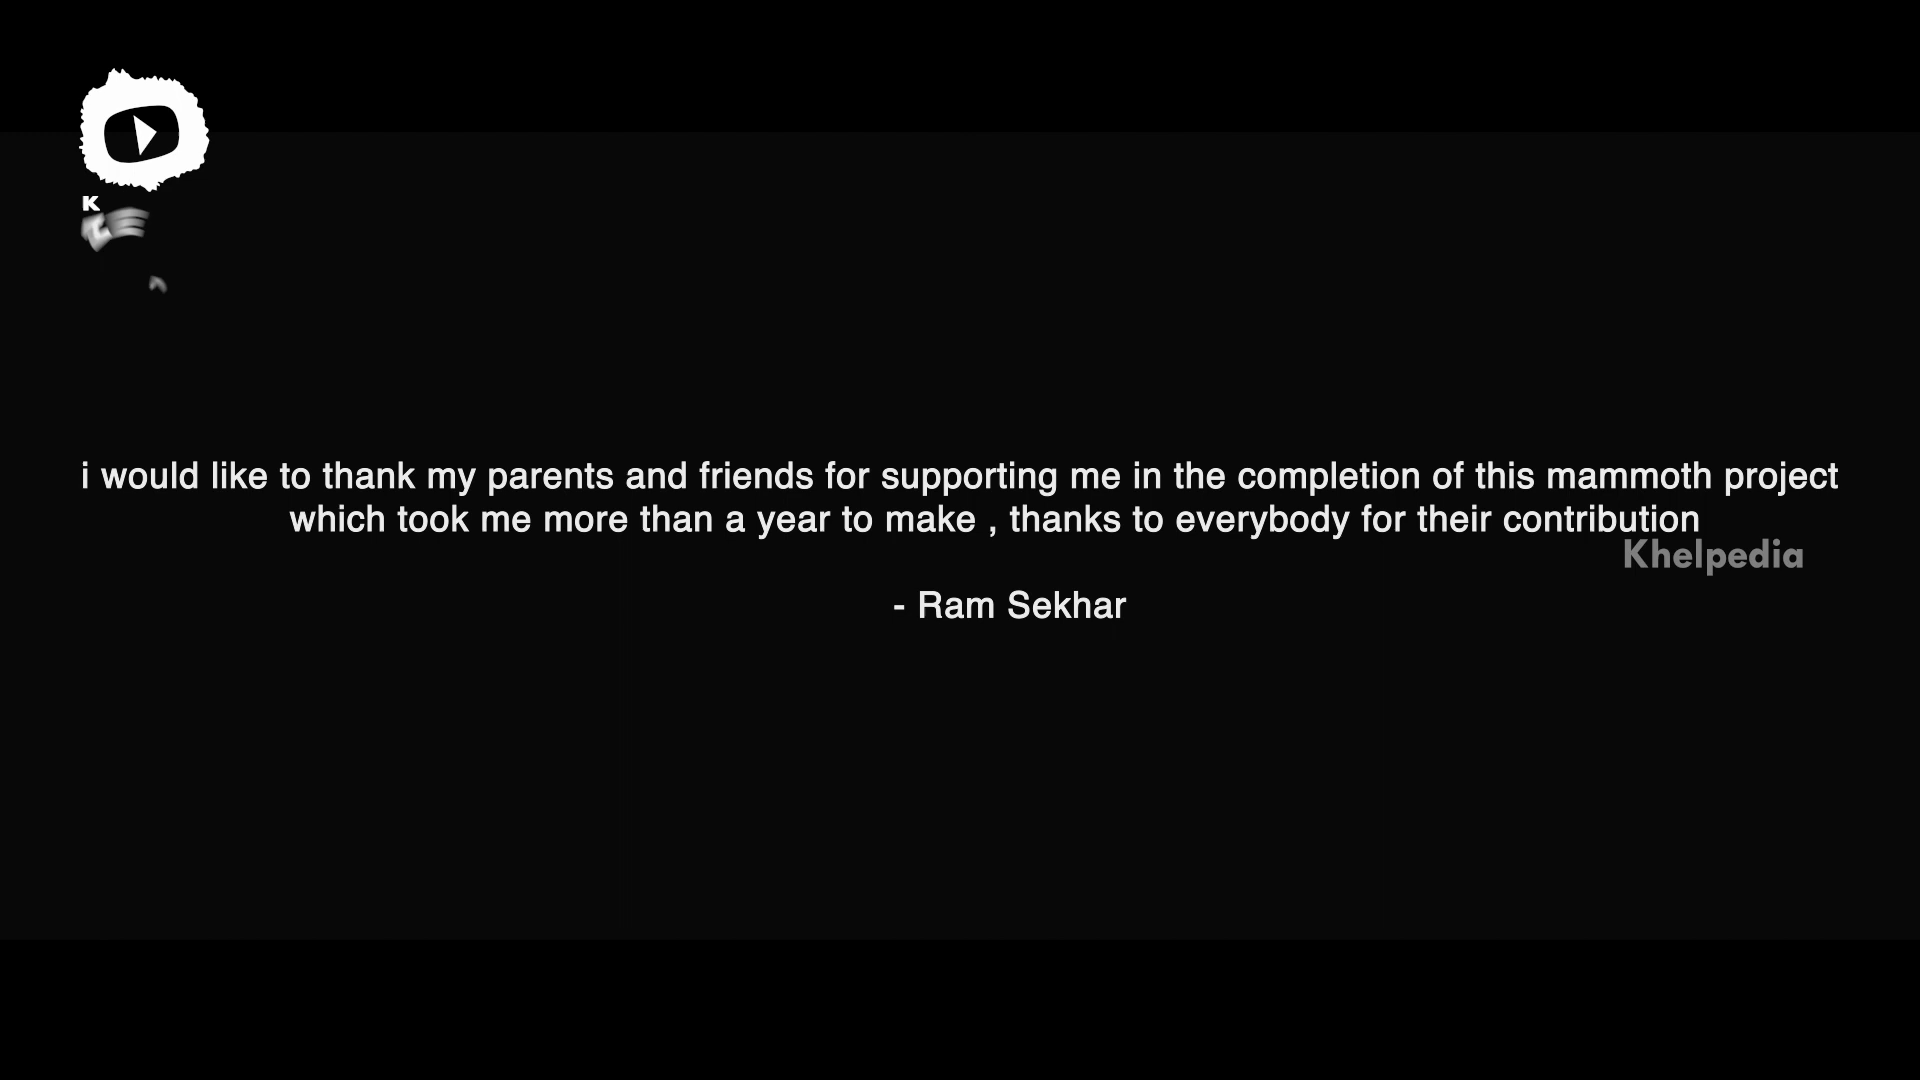 K
i would like to thank my parents and friends for supporting me in the completion of this mammoth project
which took me more than a year to make , thanks to everybody for their contribution
Khelpedia
- Ram Sekhar